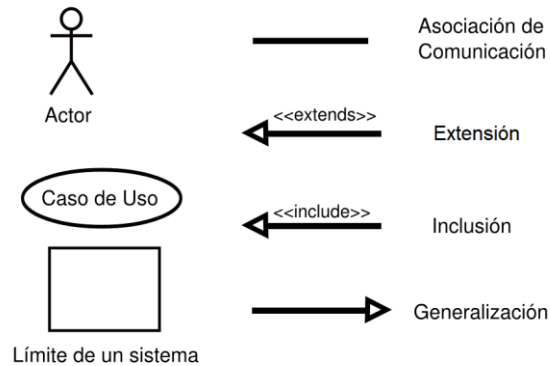 Asociación de
Comunicación
Actor
<<extends>>
Extensión
Caso de Uso
<<include>>
Inclusión
Generalización
Límite de un sistema